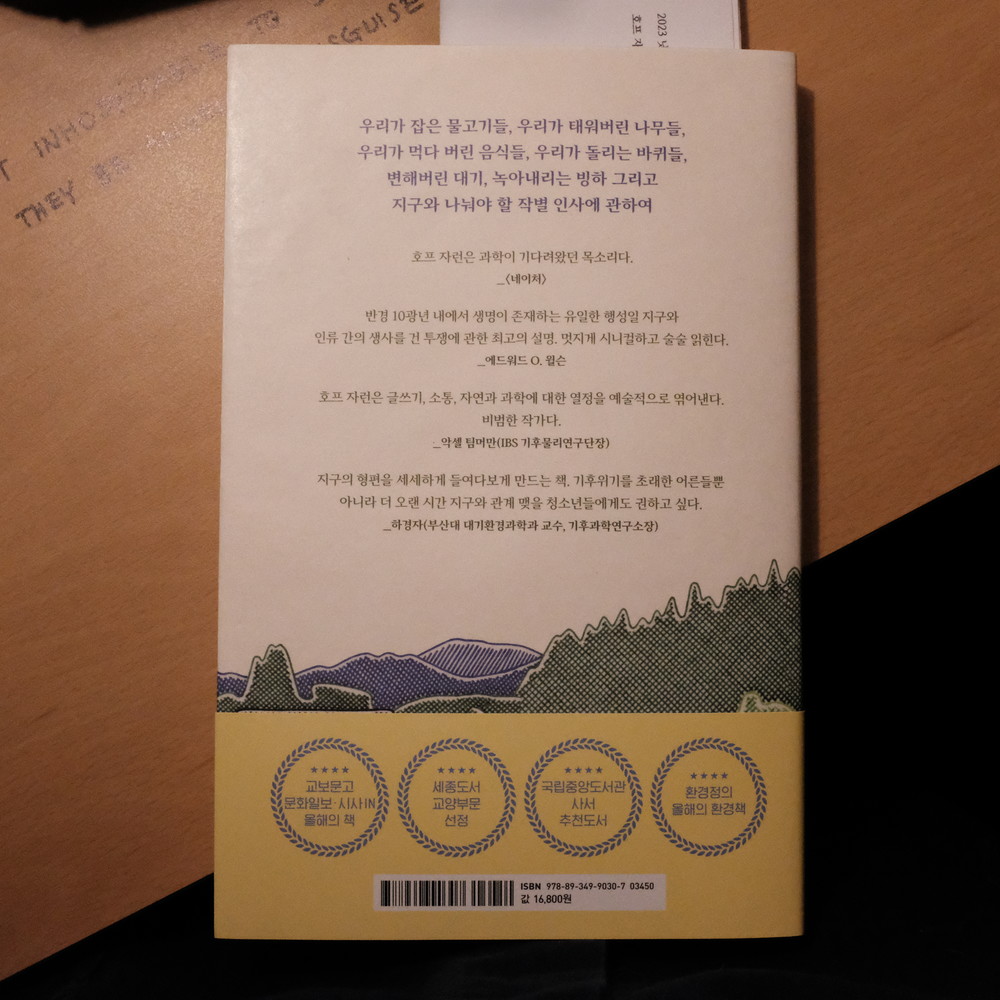 INHO
THEY
SGUISE
2023
호프 자
우리가 잡은 물고기들, 우리가 태워버린 나무들,
우리가 먹다 버린 음식들, 우리가 돌리는 바퀴들,
변해버린 대기, 녹아내리는 빙하 그리고
지구와 나눠야 할 작별 인사에 관하여
호프 자런은 과학이 기다려왔던 목소리다.
_〈네이처〉
반경 10광년 내에서 생명이 존재하는 유일한 행성일 지구와
인류 간의 생사를 건 투쟁에 관한 최고의 설명. 멋지게 시니컬하고 술술 읽힌다.
_에드워드 O. 윌슨
호프 자런은 글쓰기, 소통, 자연과 과학에 대한 열정을 예술적으로 엮어낸다.
비범한 작가다.
_악셀 팀머만(IBS 기후물리연구단장)
지구의 형편을 세세하게 들여다보게 만드는 책. 기후위기를 초래한 어른들뿐
아니라 더 오랜 시간 지구와 관계 맺을 청소년들에게도 권하고 싶다.
_하경자(부산대 대기환경과학과 교수, 기후과학연구소장)
★★★★
교보문고
문화일보·시사IN
올해의 책
★★★★
세종도서
교양부문
선정
★★★★
국립중앙도서관
사서
추천도서
★★★★
환경정의
올해의 환경책
ISBN 978-89-349-9030-7 03450
값 16,800원